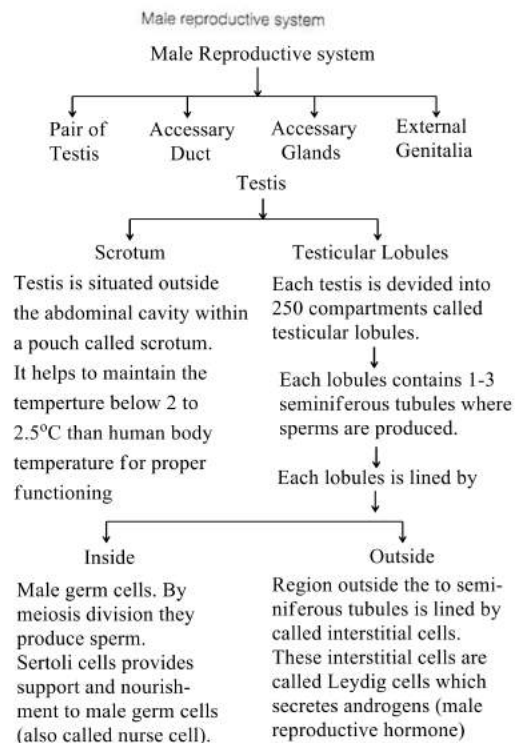 Male reproductive system
Male Reproductive system
Pair of
Testis
Accessary
Duct
Accessary
Glands
External
Genitalia
Testis
Scrotum
Testis is situated outside
the abdominal cavity within
a pouch called scrotum.
It helps to maintain the
temperture below 2 to
2.5°C than human body
temperature for proper
functioning
Testicular Lobules
Each testis is devided into
250 compartments called
testicular lobules.
Each lobules contains 1-3
seminiferous tubules where
sperms are produced.
Each lobules is lined by
Inside
Male germ cells. By
meiosis division they
produce sperm.
Sertoli cells provides
support and nourish-
ment to male germ cells
(also called nurse cell).
Outside
Region outside the to semi-
niferous tubules is lined by
called interstitial cells.
These interstitial cells are
called Leydig cells which
secretes androgens (male
reproductive hormone)